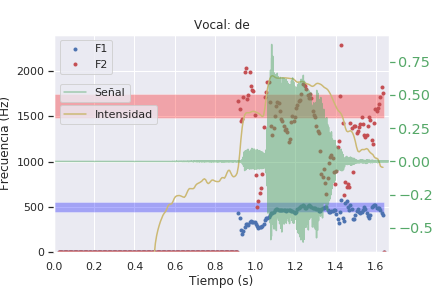 Vocal: de
F1
F2
Señal
Intensidad
Frecuencia (Hz)
2000
1500
1000
500
0
0.75
0.50
0.25
0.00
−0.2
−0.5
0.0 0.2 0.4 0.6 0.8 1.0 1.2 1.4 1.6
Tiempo (s)